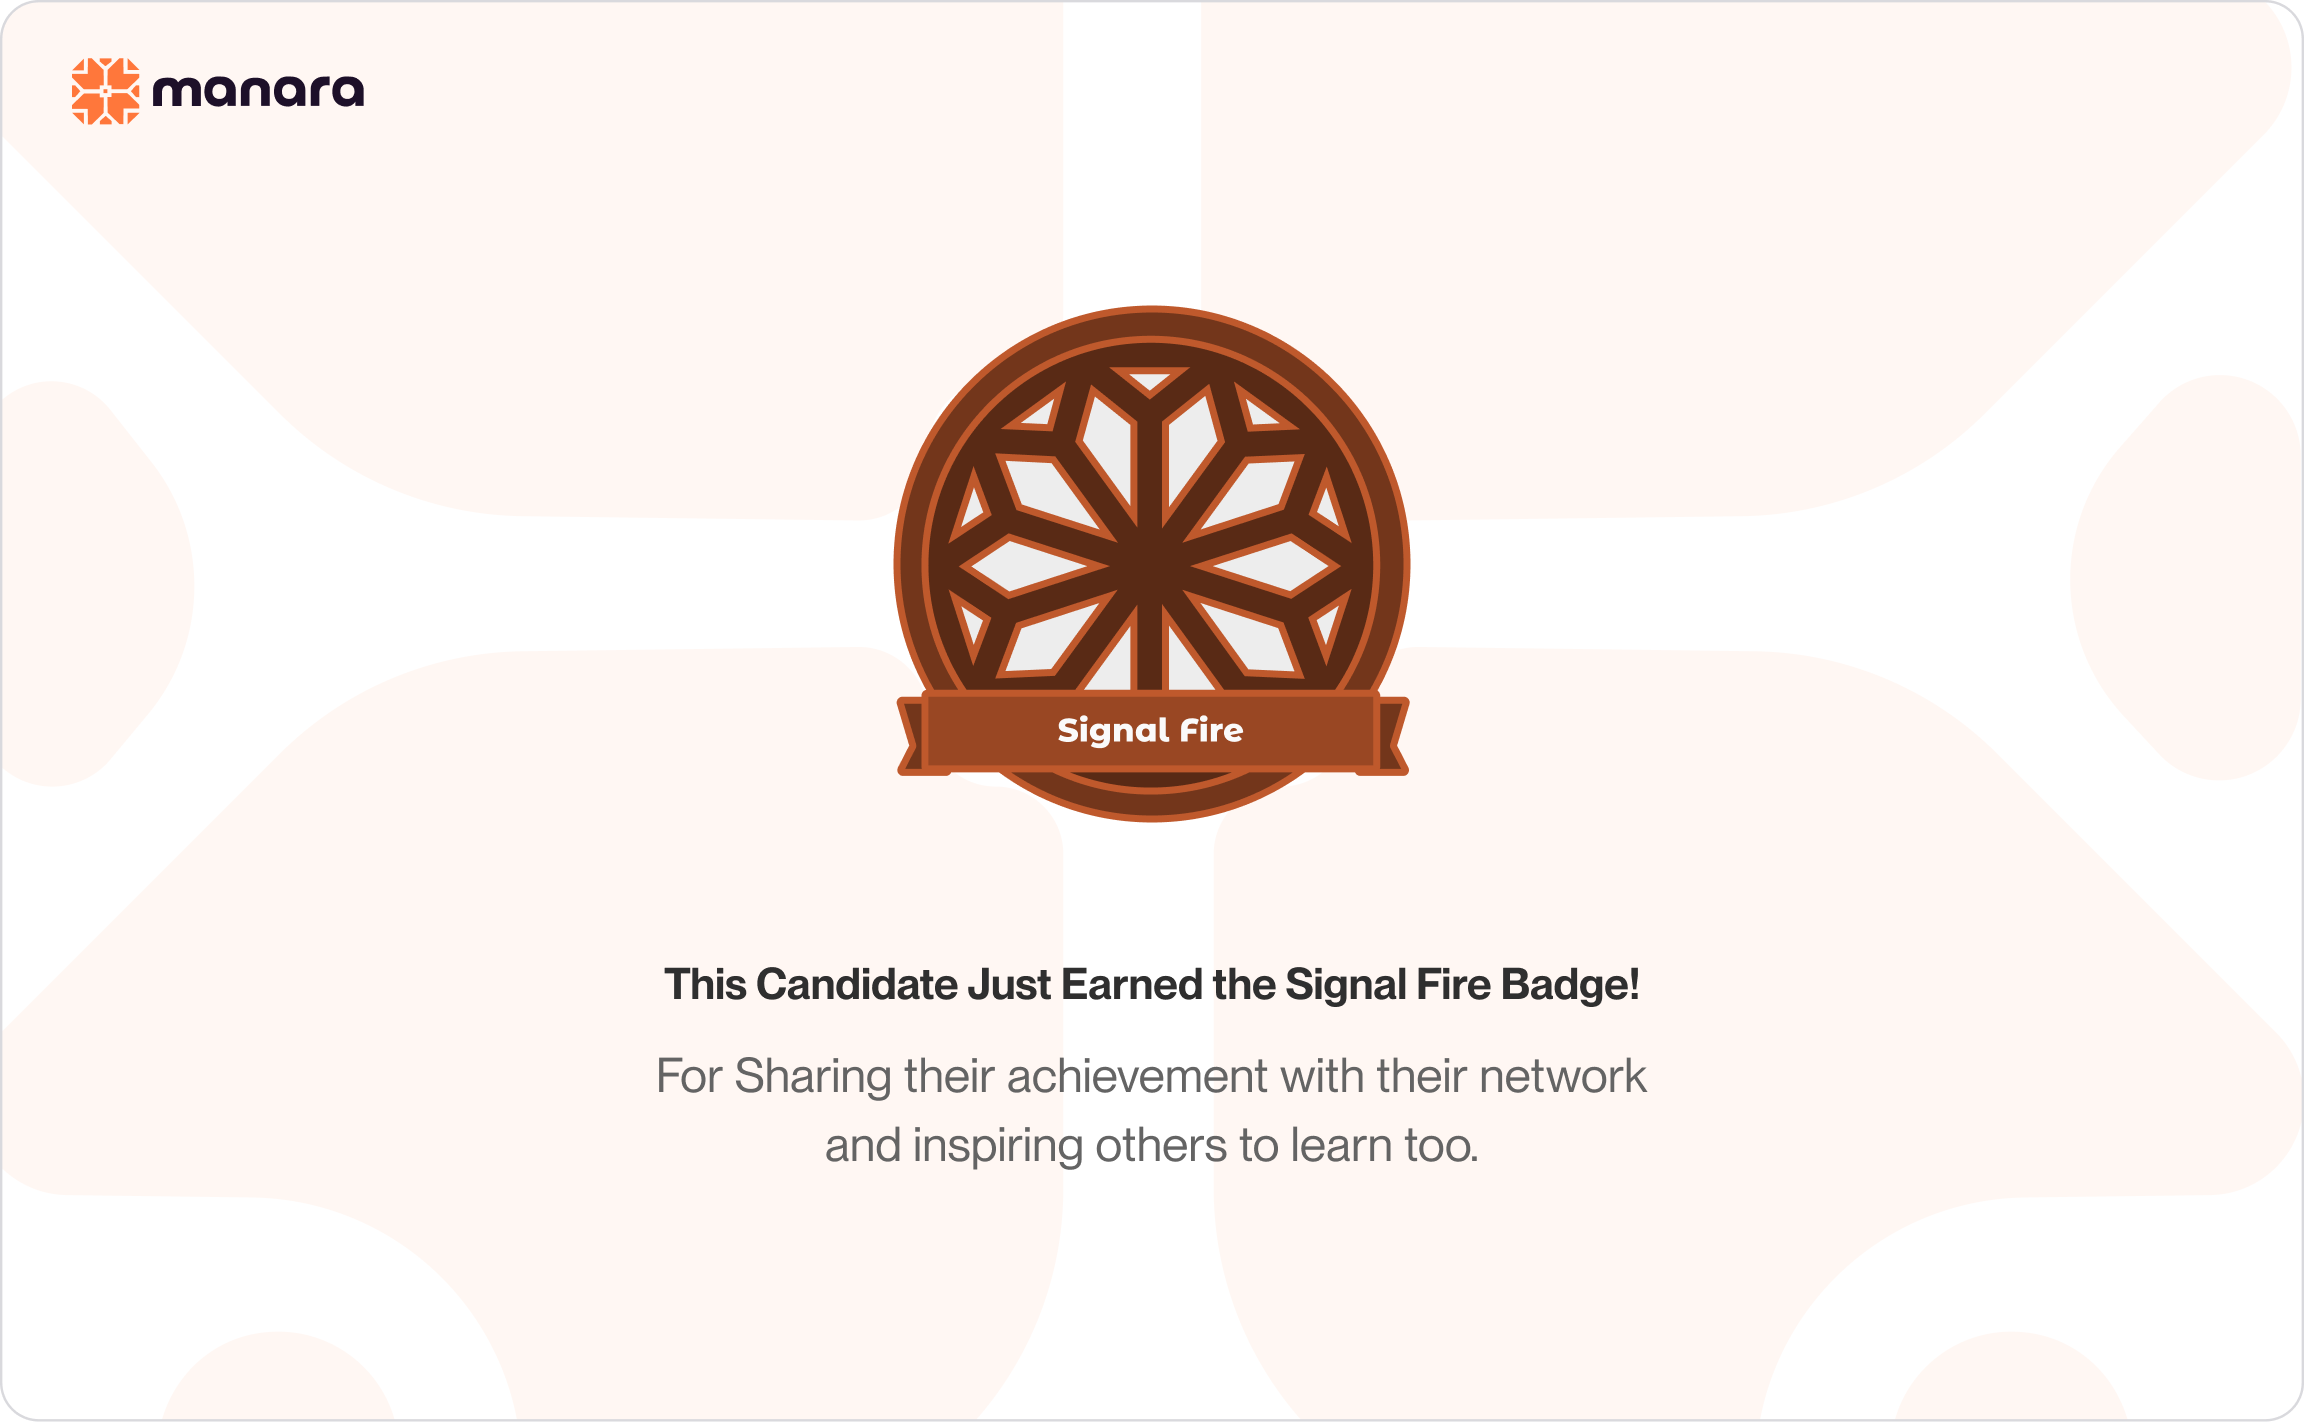 manara
Signal Fire
This Candidate Just Earned the Signal Fire Badge!
For Sharing their achievement with their network
and inspiring others to learn too.